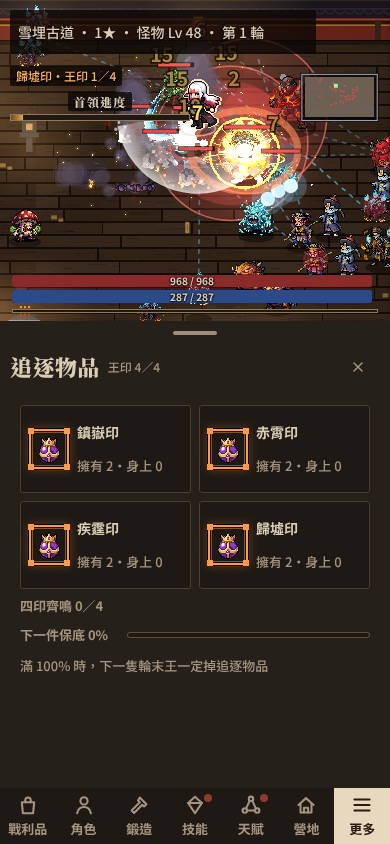 雪埋古道 · 1★ · 怪物 Lv 48 · 第 1 輪
15
15
歸墟印·王印 1／4
15
2
首領進度
17
7
968 / 968
287 / 287
追逐物品
王印 4／4
×
鎮嶽印
擁有 2·身上 0
赤霄印
擁有 2·身上 0
疾霆印
擁有 2·身上 0
歸墟印
擁有 2·身上 0
四印齊鳴 0／4
下一件保底 0%
滿 100% 時，下一隻輪末王一定掉追逐物品
戰利品
角色
鍛造
技能
天賦
營地
更多